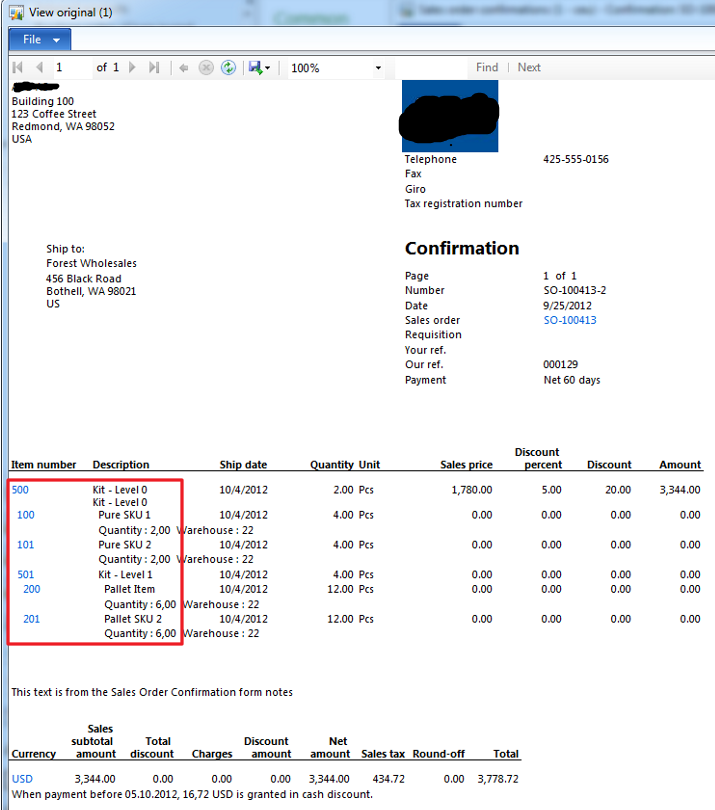 View original (1)
File
1 of 1 100% Find Next
Building 100
123 Coffee Street
Redmond, WA 98052
USA
Telephone 425-555-0156
Fax
Giro
Tax registration number
Ship to:
Forest Wholesales
456 Black Road
Bothell, WA 98021
US
Confirmation
Page 1 of 1
Number SO-100413-2
Date 9/25/2012
Sales order SO-100413
Requisition
Your ref.
Our ref. 000129
Payment Net 60 days
Item number Description Ship date Quantity Unit Sales price Discount percent Discount Amount
500 Kit - Level 0 10/4/2012 2.00 Pcs 1,780.00 5.00 20.00 3,344.00
Kit - Level 0
100 Pure SKU 1 10/4/2012 4.00 Pcs 0.00 0.00 0.00 0.00
Quantity : 2,00 Warehouse : 22
101 Pure SKU 2 10/4/2012 4.00 Pcs 0.00 0.00 0.00 0.00
Quantity : 2,00 Warehouse : 22
501 Kit - Level 1 10/4/2012 4.00 Pcs 0.00 0.00 0.00 0.00
200 Pallet Item 10/4/2012 12.00 Pcs 0.00 0.00 0.00 0.00
Quantity : 6,00 Warehouse : 22
201 Pallet SKU 2 10/4/2012 12.00 Pcs 0.00 0.00 0.00 0.00
Quantity : 6,00 Warehouse : 22
This text is from the Sales Order Confirmation form notes
Currency Sales subtotal amount Total discount Charges Discount amount Net amount Sales tax Round-off Total
USD 3,344.00 0.00 0.00 0.00 3,344.00 434.72 0.00 3,778.72
When payment before 05.10.2012, 16,72 USD is granted in cash discount.